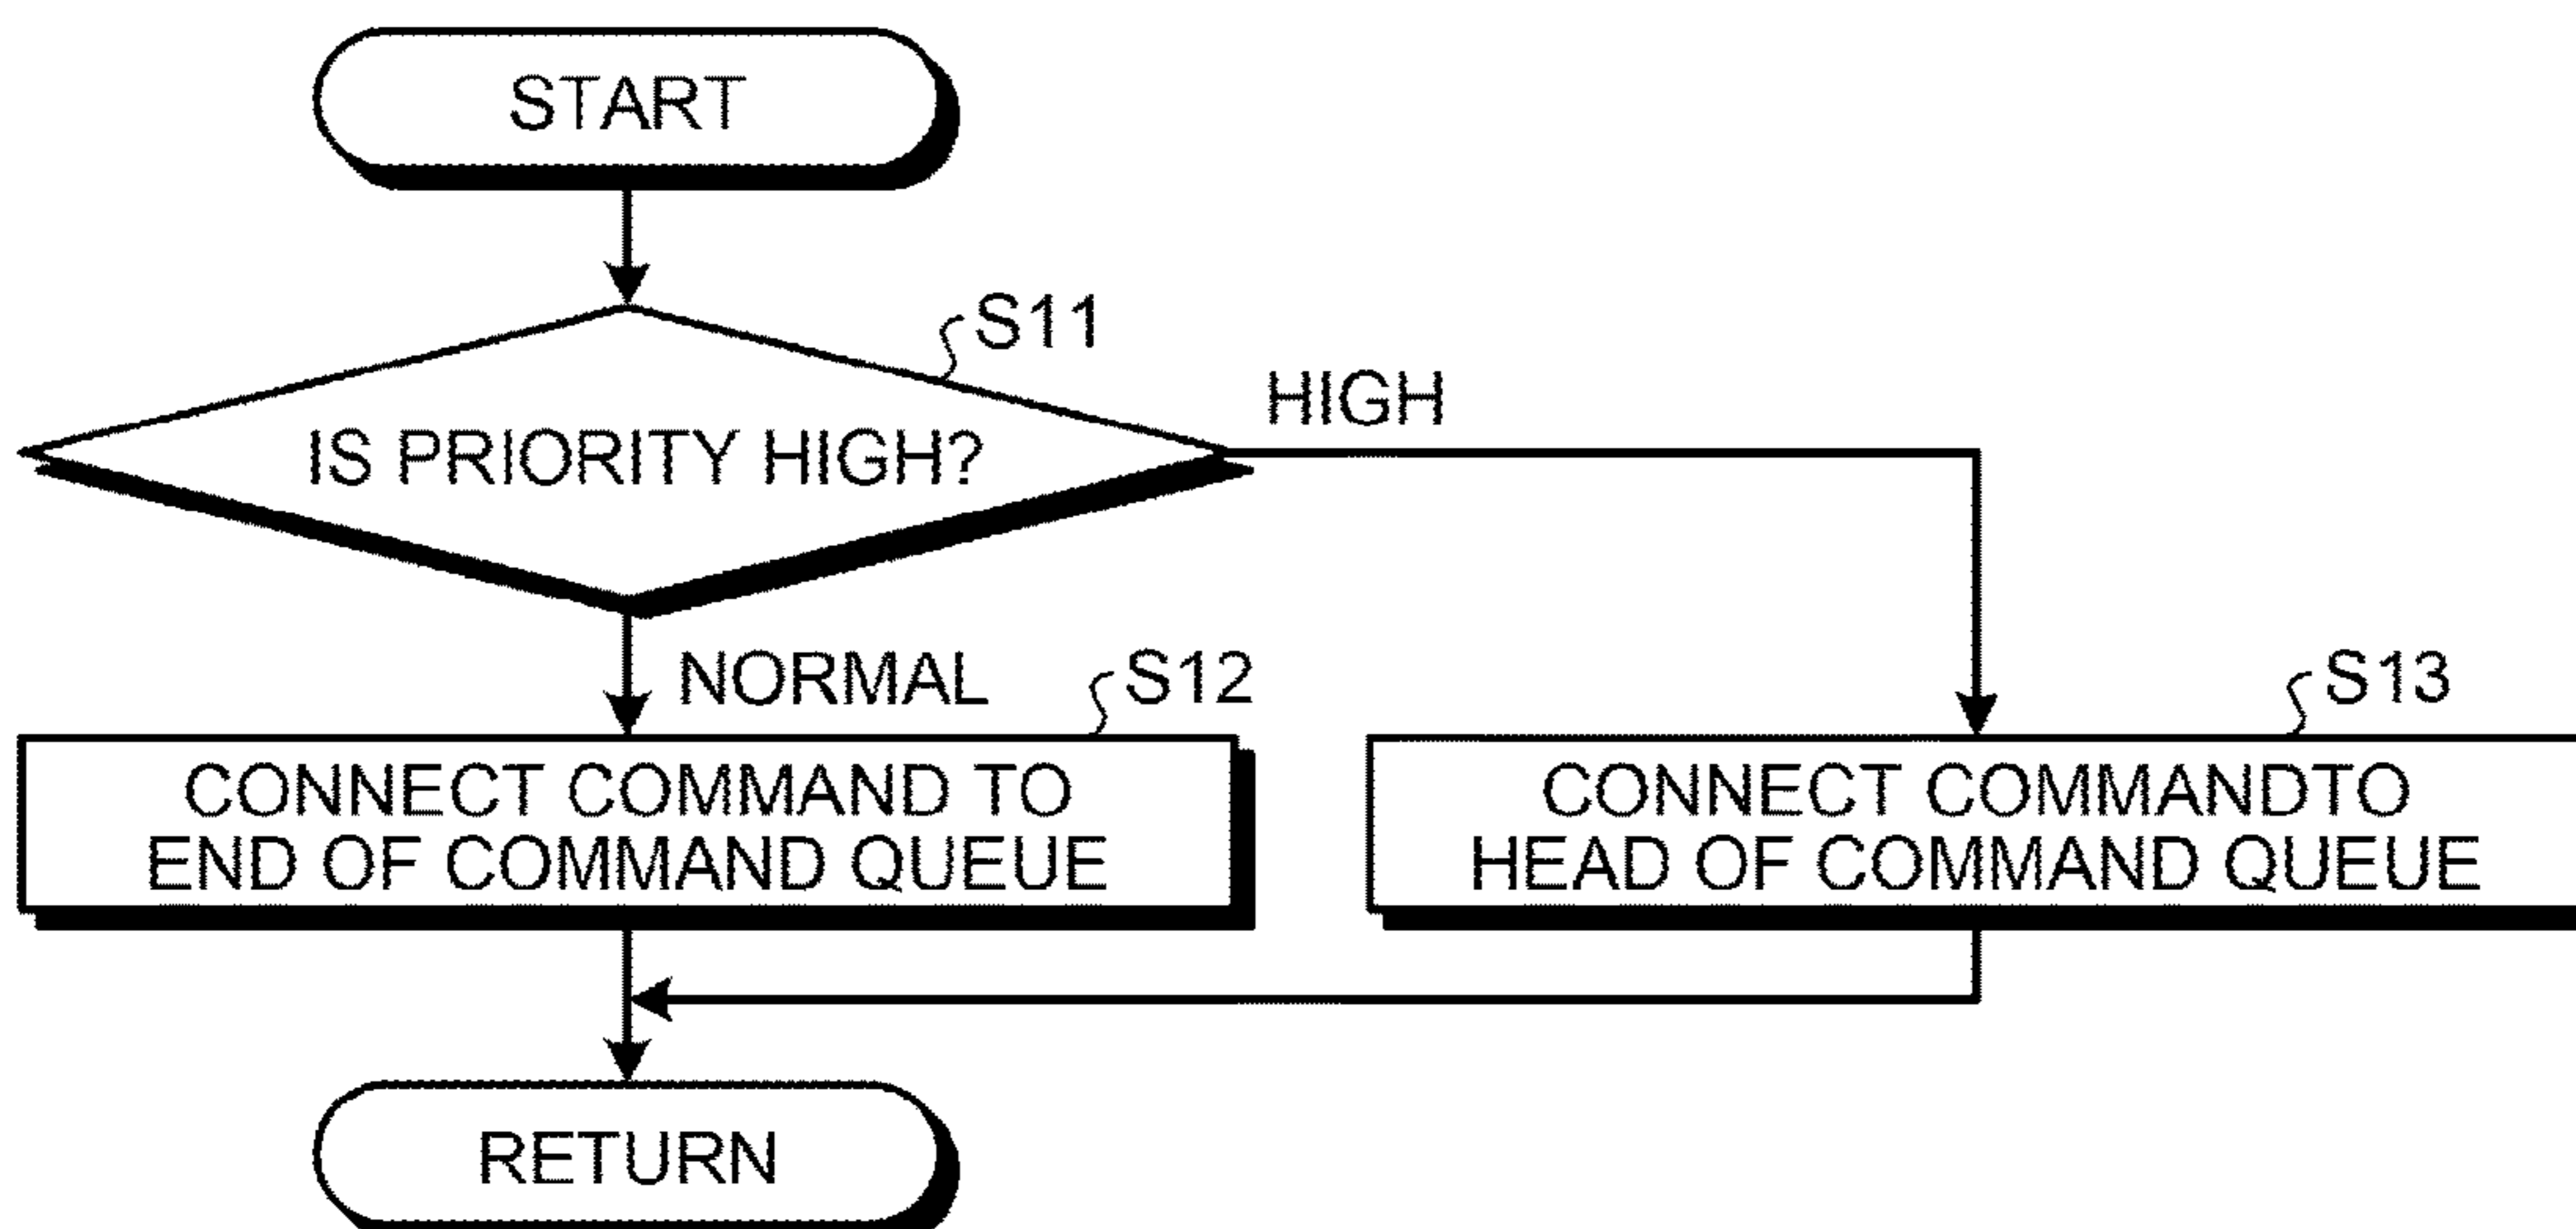 START
S11
IS PRIORITY HIGH?
HIGH
NORMAL
S12
S13
CONNECT COMMAND TO
END OF COMMAND QUEUE
CONNECT COMMANDTO
HEAD OF COMMAND QUEUE
RETURN